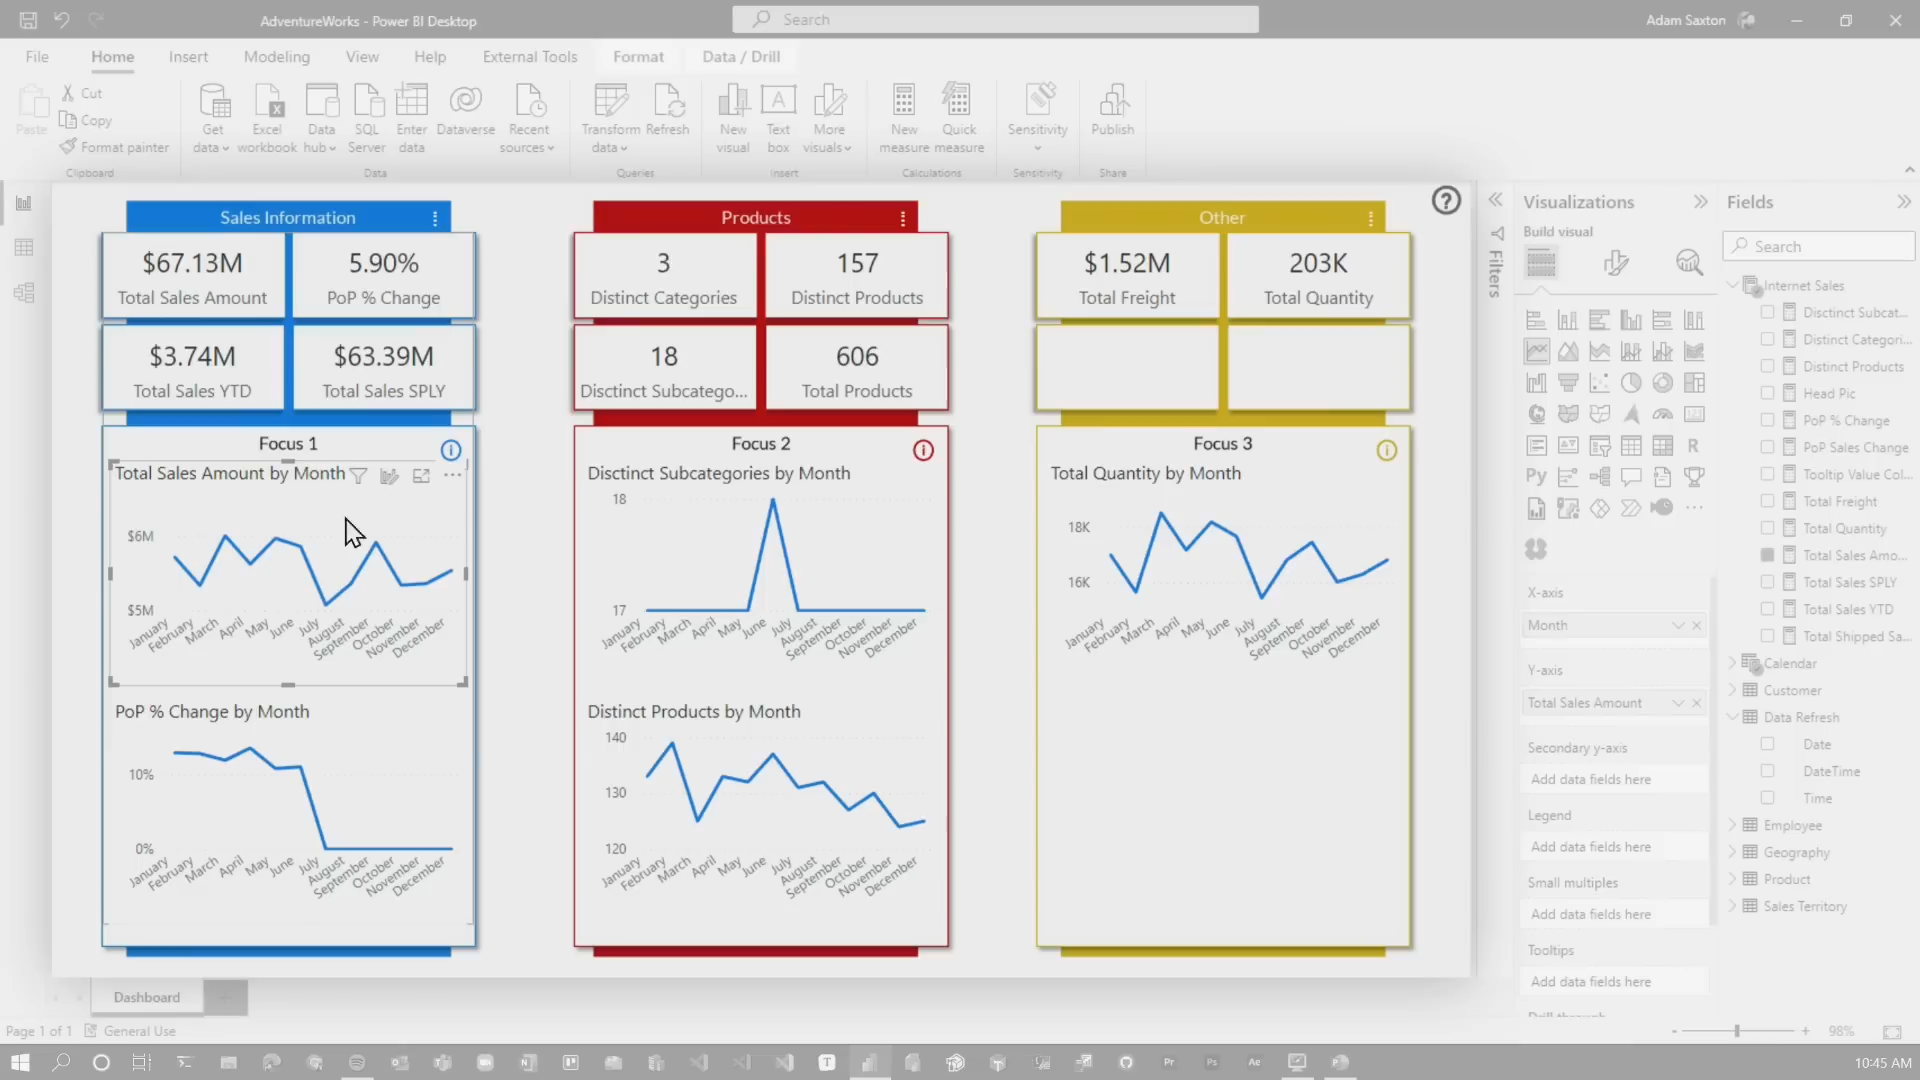 AdventureWorks - Power BI Desktop
Search
Adam Saxton
File Home Insert Modeling View Help External Tools Format Data / Drill
Paste
Cut
Copy
Format painter
Clipboard
Get data
Excel workbook
Data hub
SQL Server
Enter data
Dataverse
Recent sources
Data
Transform data
Refresh
Queries
New visual
Text box
More visuals
Insert
New measure
Quick measure
Calculations
Sensitivity
Sensitivity
Publish
Share
Sales Information
$67.13M
Total Sales Amount
5.90%
PoP % Change
$3.74M
Total Sales YTD
$63.39M
Total Sales SPLY
Focus 1
Total Sales Amount by Month
$6M
$5M
January February March April May June July August September October November December
PoP % Change by Month
10%
0%
January February March April May June July August September October November December
Products
3
Distinct Categories
157
Distinct Products
18
Disctinct Subcatego...
606
Total Products
Focus 2
Disctinct Subcategories by Month
18
17
January February March April May June July August September October November December
Distinct Products by Month
140
130
120
January February March April May June July August September October November December
Other
$1.52M
Total Freight
203K
Total Quantity
Focus 3
Total Quantity by Month
18K
16K
January February March April May June July August September October November December
?
Filters
Visualizations
Build visual
R
Py
X-axis
Month
Y-axis
Total Sales Amount
Secondary y-axis
Add data fields here
Legend
Add data fields here
Small multiples
Add data fields here
Tooltips
Add data fields here
Drill through
Fields
Search
Internet Sales
Disctinct Subcat...
Distinct Categori...
Distinct Products
Head Pic
PoP % Change
PoP Sales Change
Tooltip Value Col...
Total Freight
Total Quantity
Total Sales Amo...
Total Sales SPLY
Total Sales YTD
Total Shipped Sa...
Calendar
Customer
Data Refresh
Date
DateTime
Time
Employee
Geography
Product
Sales Territory
Dashboard
Page 1 of 1 General Use
98%
10:45 AM